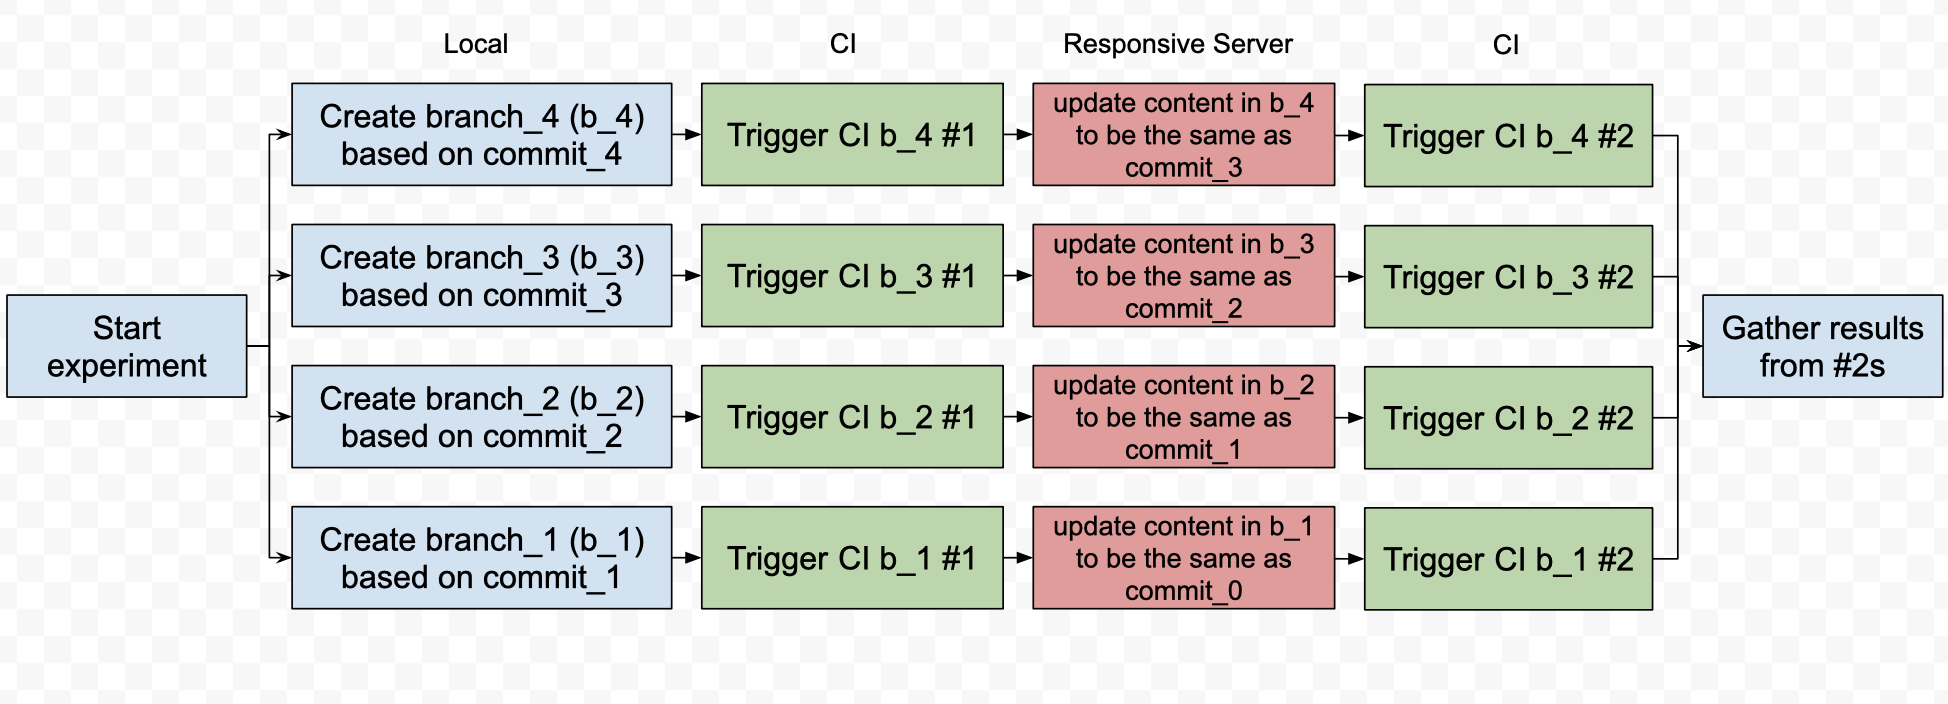 Local
CI
Responsive Server
CI
Create branch_4 (b_4)
based on commit_4
Trigger CI b_4 #1
update content in b_4
to be the same as
commit_3
Trigger CI b_4 #2
Create branch_3 (b_3)
based on commit_3
Trigger CI b_3 #1
update content in b_3
to be the same as
commit_2
Trigger CI b_3 #2
Start
experiment
Gather results
from #2s
Create branch_2 (b_2)
based on commit_2
Trigger CI b_2 #1
update content in b_2
to be the same as
commit_1
Trigger CI b_2 #2
Create branch_1 (b_1)
based on commit_1
Trigger CI b_1 #1
update content in b_1
to be the same as
commit_0
Trigger CI b_1 #2